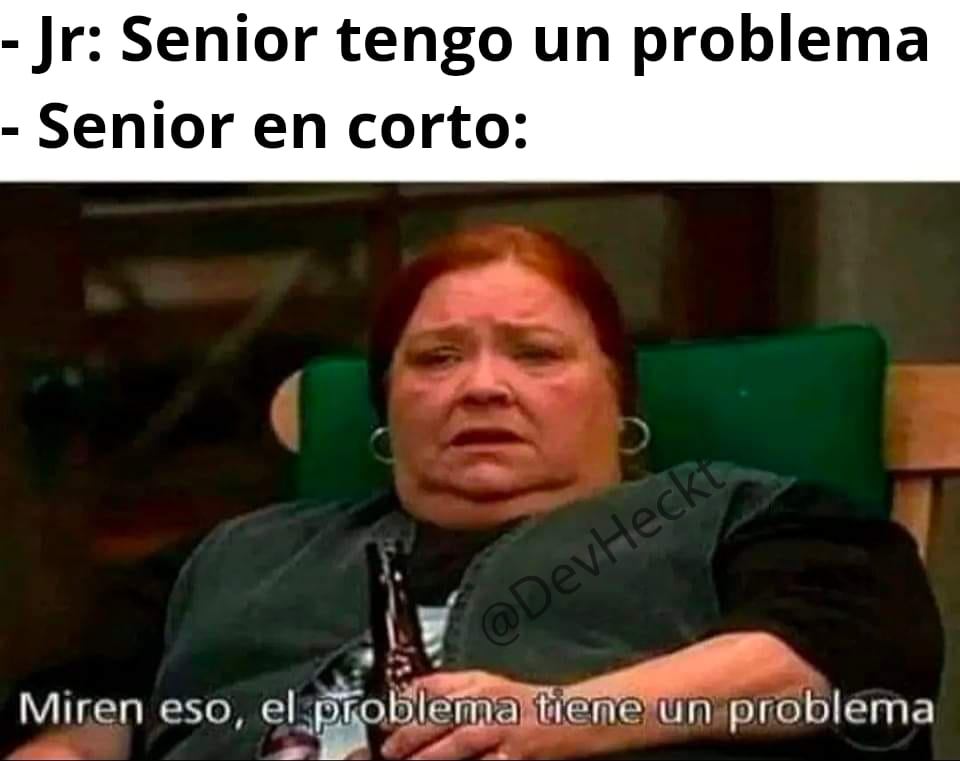 - Jr: Senior tengo un problema
- Senior en corto:
@DevHeckt
Miren eso, el problema tiene un problema